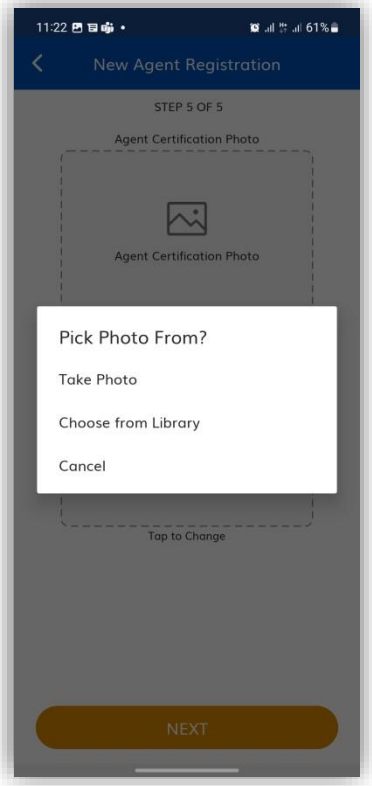 11:22
61%
New Agent Registration
STEP 5 OF 5
Agent Certification Photo
Agent Certification Photo
Pick Photo From?
Take Photo
Choose from Library
Cancel
Tap to Change
NEXT